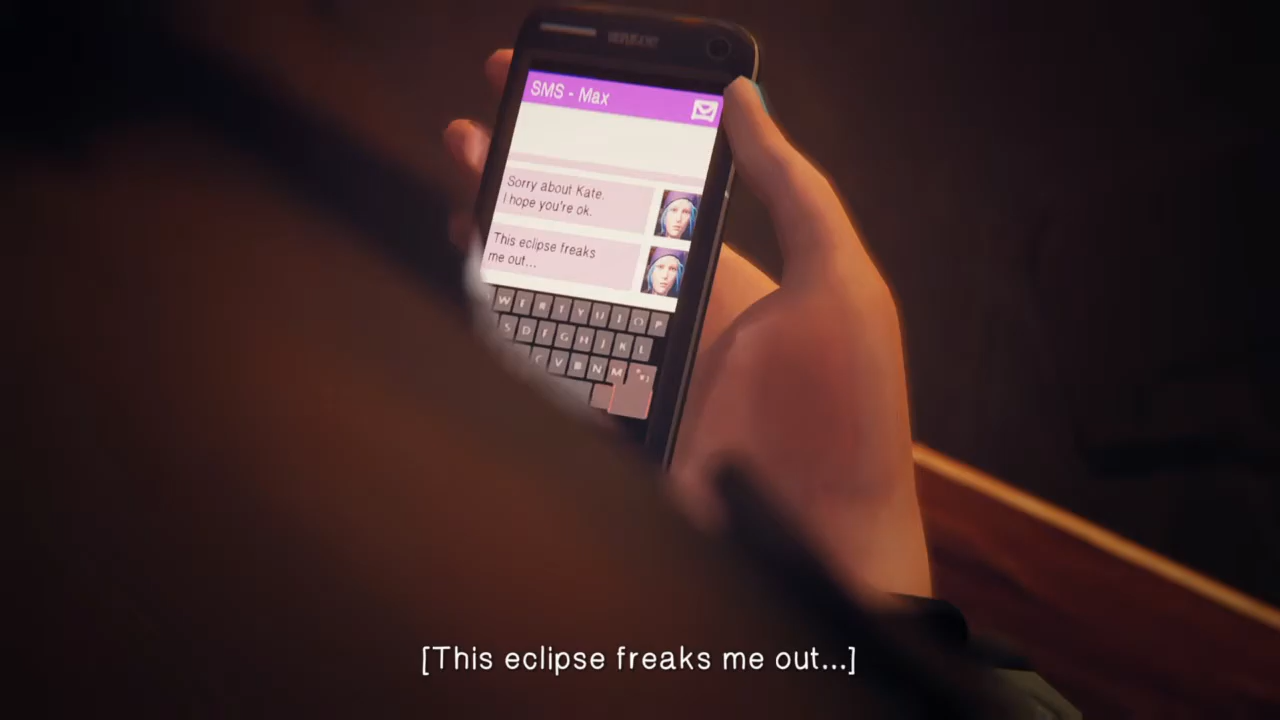 SMS - Max
Sorry about Kate.
I hope you're ok.
This eclipse freaks
me out...
W E R T Y U I O P
S D F G H J K L
C V B N M
[This eclipse freaks me out...]